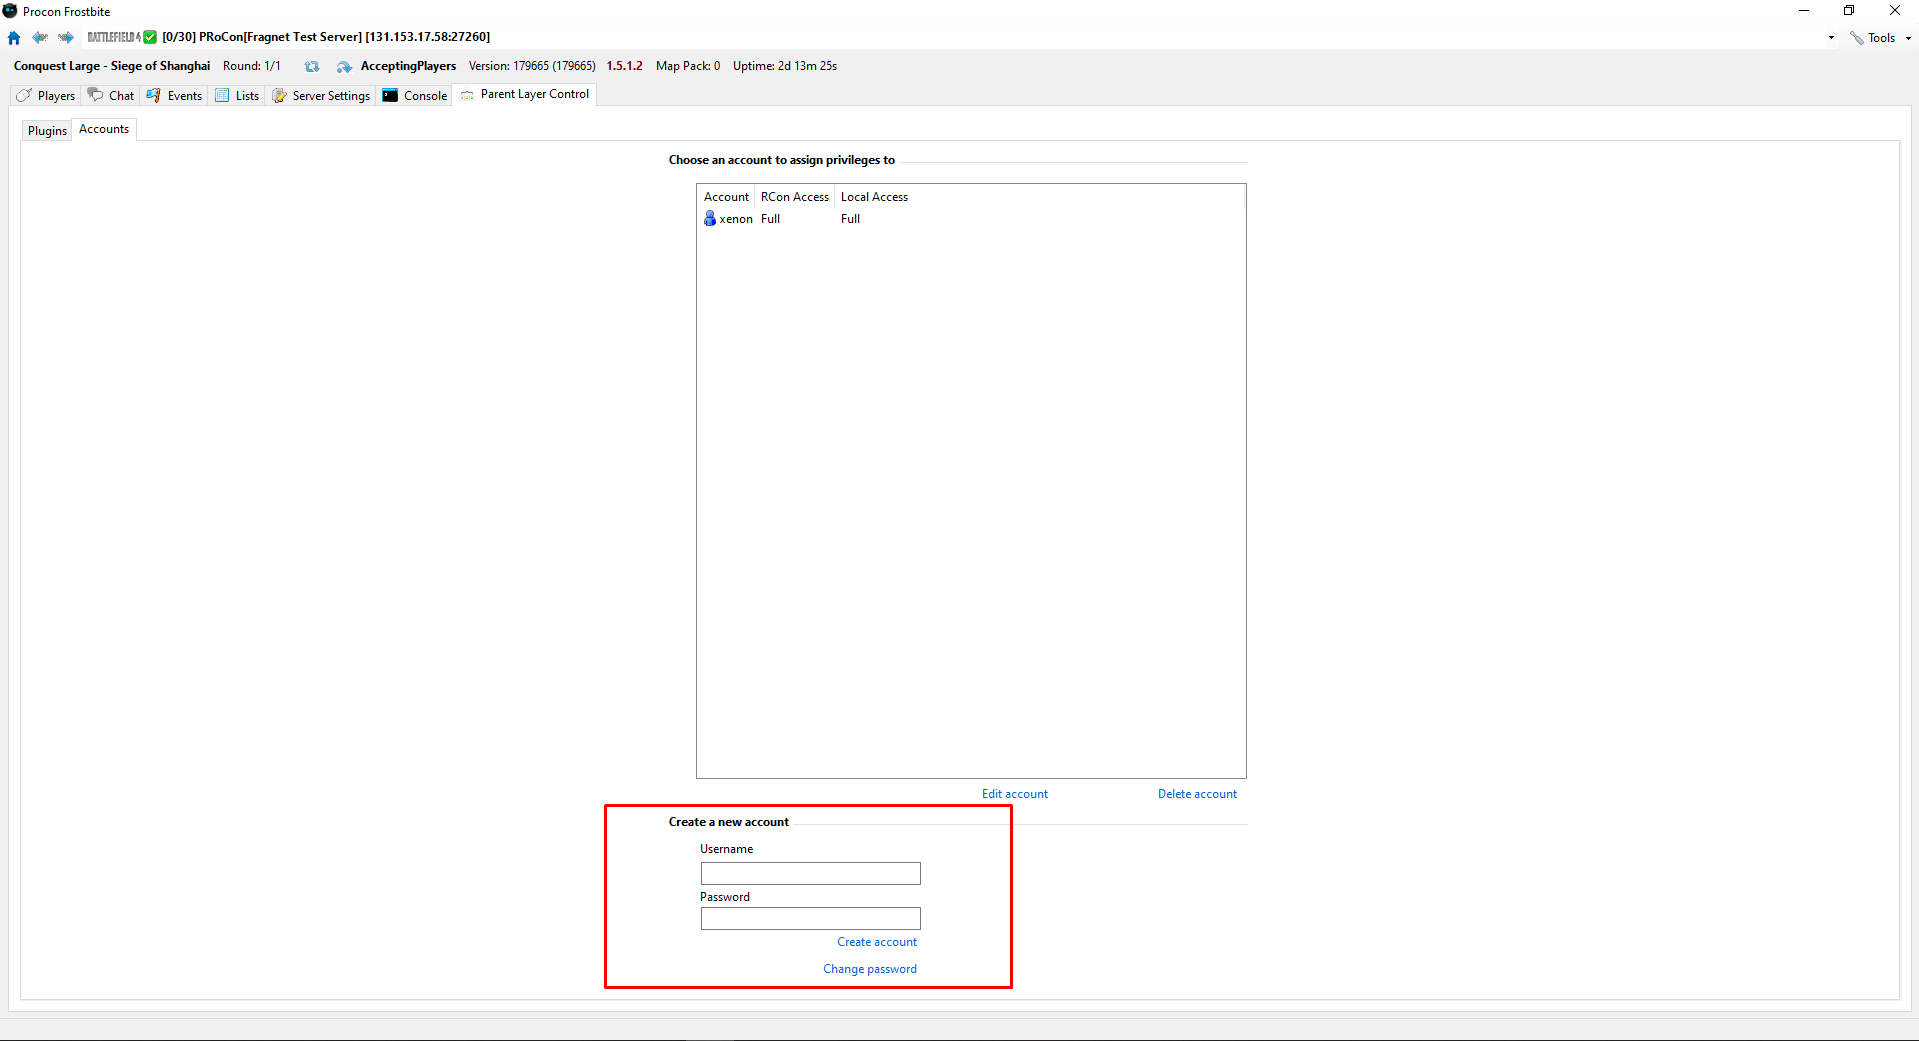 Procon Frostbite
BATTLEFIELD 4 [0/30] PRoCon[Fragnet Test Server] [131.153.17.58:27260] Tools
Conquest Large - Siege of Shanghai Round: 1/1 AcceptingPlayers Version: 179665 (179665) 1.5.1.2 Map Pack: 0 Uptime: 2d 13m 25s
Players Chat Events Lists Server Settings Console Parent Layer Control
Plugins Accounts
Choose an account to assign privileges to
Account RCon Access Local Access
xenon Full Full
Edit account Delete account
Create a new account
Username
Password
Create account
Change password